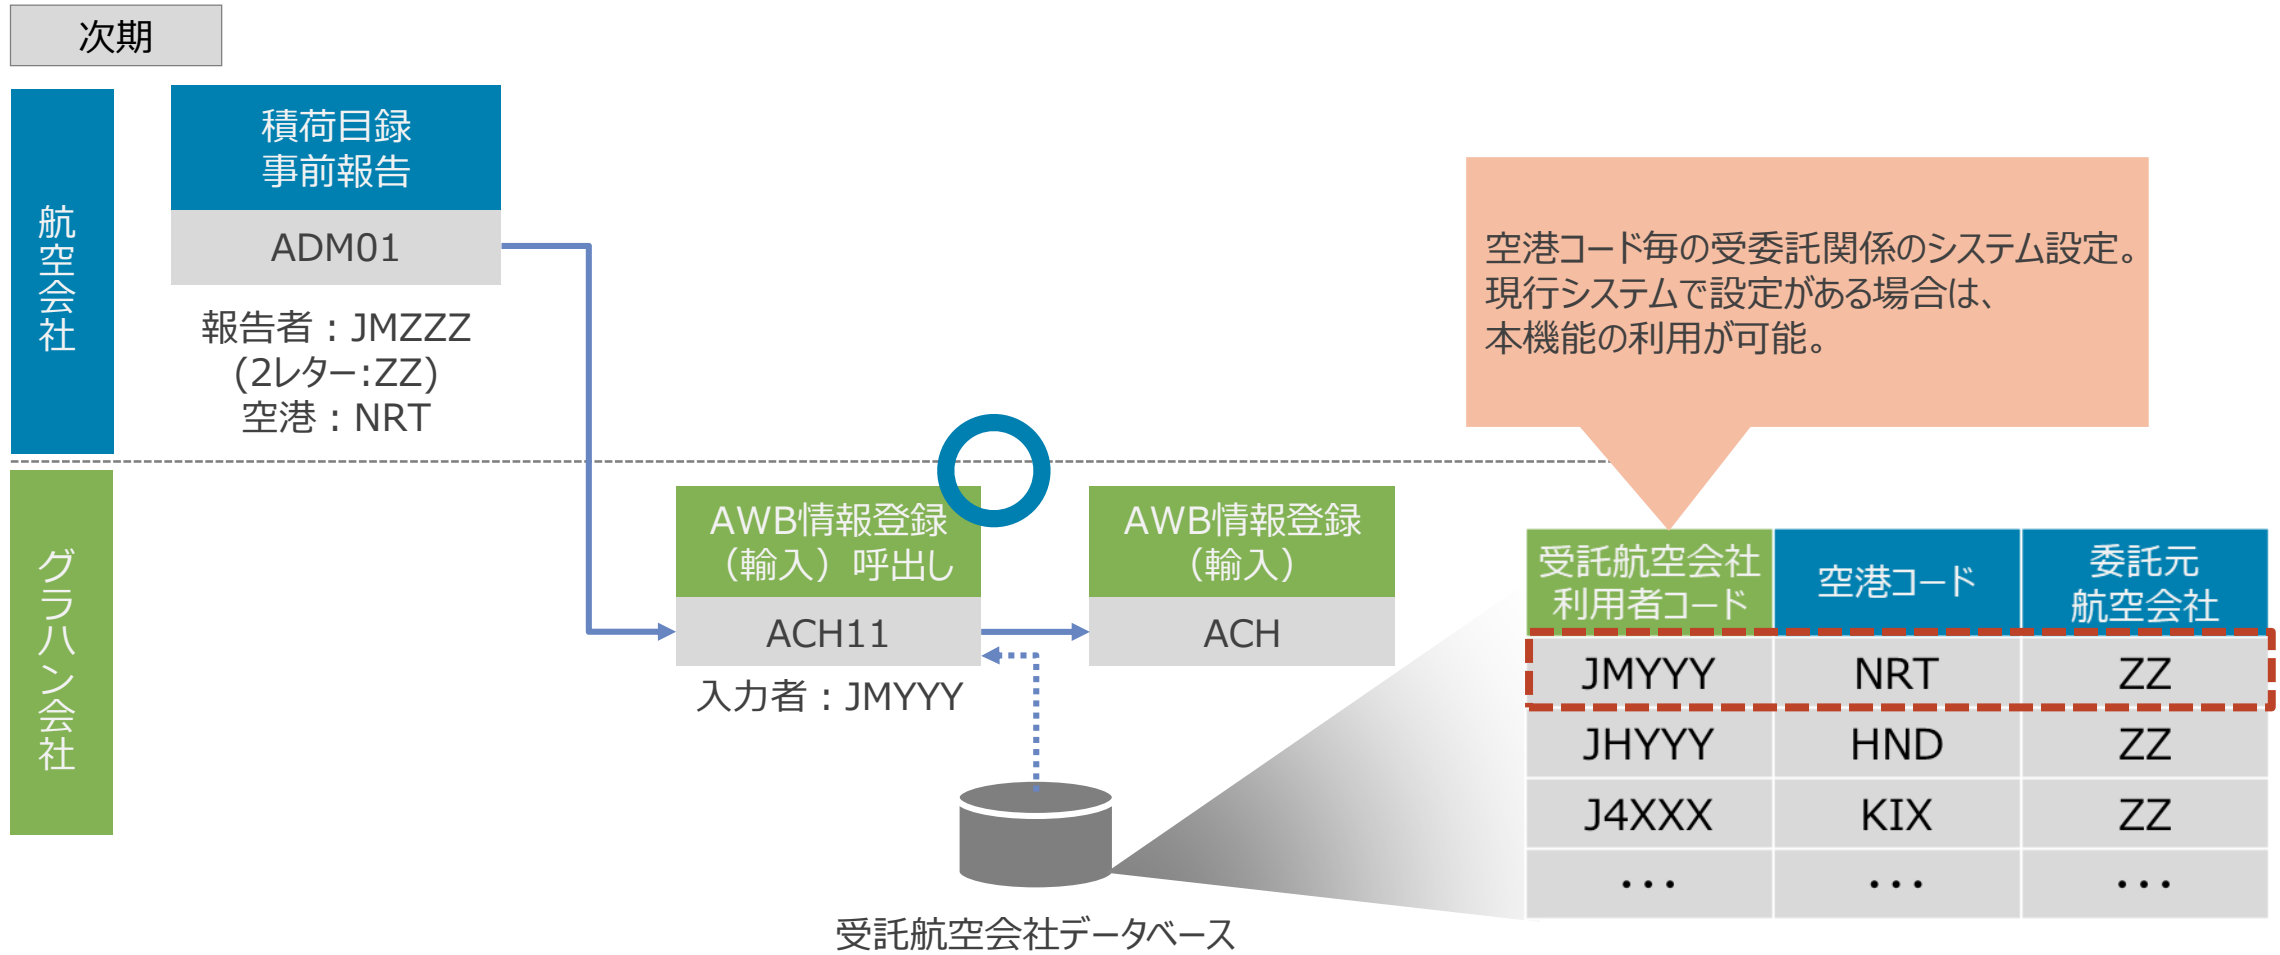 次期
航空会社
積荷目録
事前報告
ADM01
報告者：JMZZZ
(2レター:ZZ)
空港：NRT
空港コード毎の受委託関係のシステム設定。
現行システムで設定がある場合は、
本機能の利用が可能。
グラハン会社
AWB情報登録
（輸入）呼出し
ACH11
入力者：JMYYY
AWB情報登録
（輸入）
ACH
受託航空会社データベース
受託航空会社
利用者コード
空港コード
委託元
航空会社
JMYYY NRT ZZ
JHYYY HND ZZ
J4XXX KIX ZZ
・・・ ・・・ ・・・